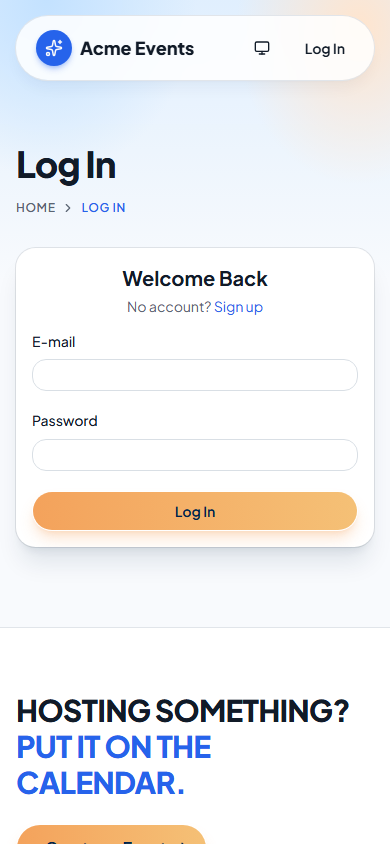 Acme Events
Log In
Log In
HOME > LOG IN
Welcome Back
No account? Sign up
E-mail
Password
Log In
HOSTING SOMETHING?
PUT IT ON THE
CALENDAR.